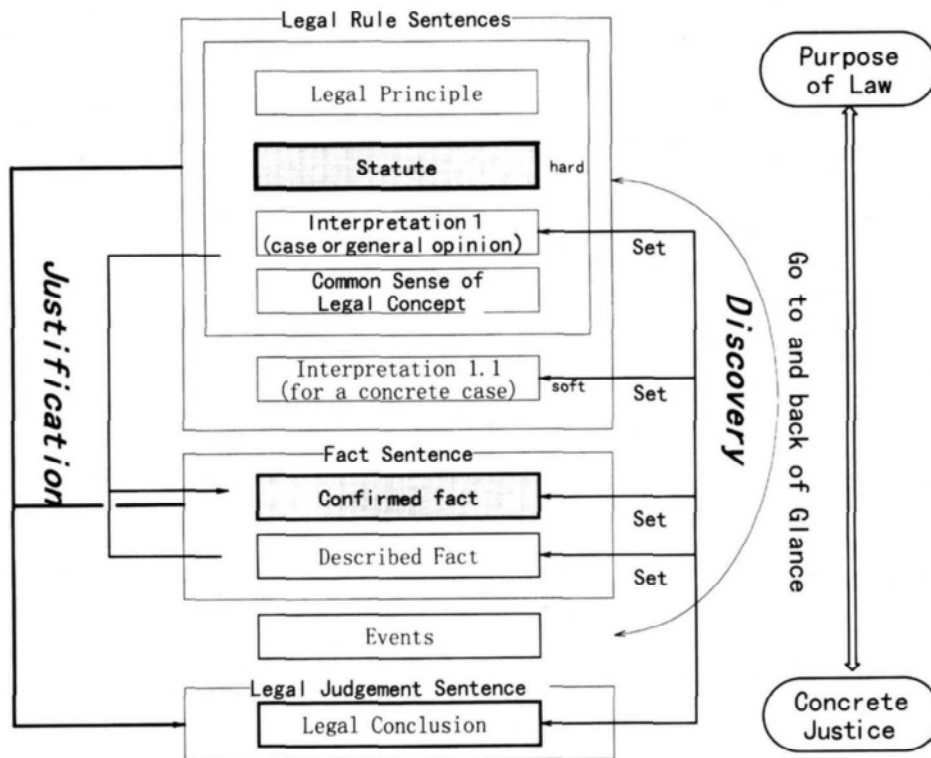 Legal Rule Sentences
Legal Principle
Statute
hard
Interpretation 1
(case or general opinion)
Set
Common Sense of
Legal Concept
Interpretation 1.1
(for a concrete case)
soft
Set
Fact Sentence
Confirmed fact
Set
Described Fact
Set
Events
Legal Judgement Sentence
Legal Conclusion
Justification
Discovery
Go to and back of Glance
Purpose
of Law
Concrete
Justice